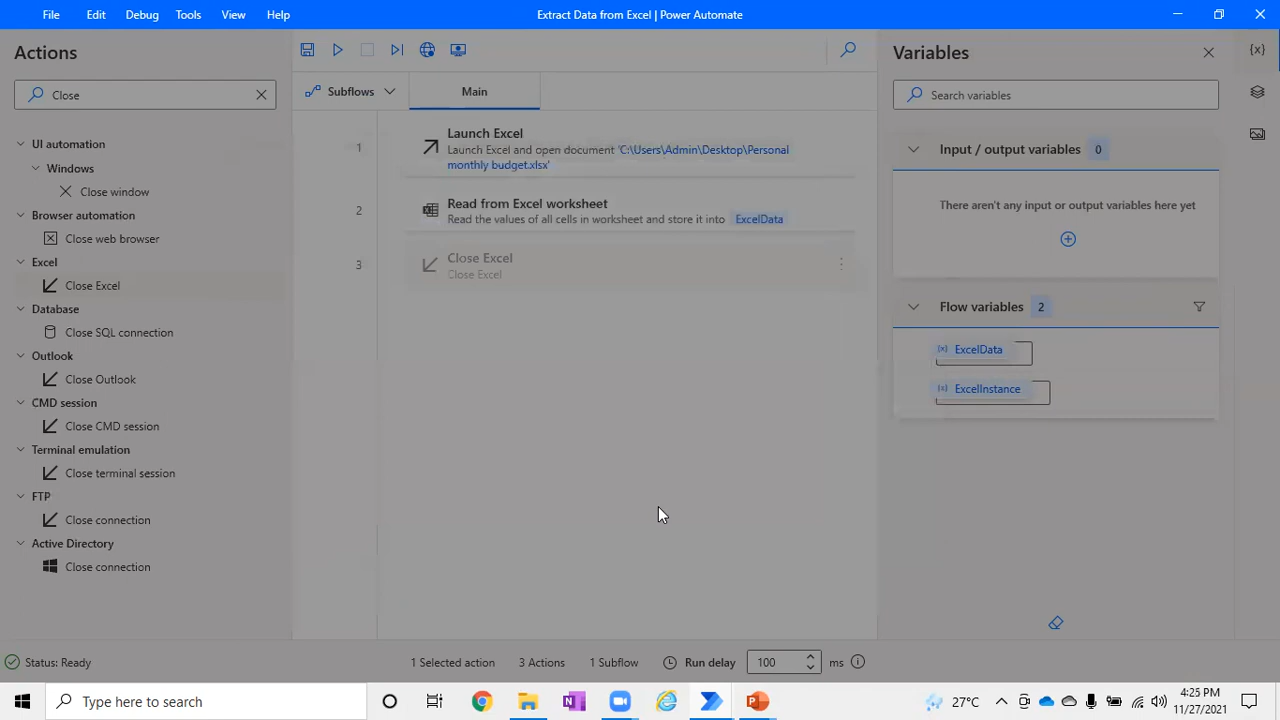 File Edit Debug Tools View Help
Extract Data from Excel | Power Automate
Actions
Close
UI automation
Windows
Close window
Browser automation
Close web browser
Excel
Close Excel
Database
Close SQL connection
Outlook
Close Outlook
CMD session
Close CMD session
Terminal emulation
Close terminal session
FTP
Close connection
Active Directory
Close connection
Subflows
Main
1
Launch Excel
Launch Excel and open document 'C:\Users\Admin\Desktop\Personal
monthly budget.xlsx'
2
Read from Excel worksheet
Read the values of all cells in worksheet and store it into ExcelData
3
Close Excel
Close Excel
Variables
{x}
Search variables
Input / output variables 0
There aren't any input or output variables here yet
Flow variables 2
ExcelData
ExcelInstance
Status: Ready
1 Selected action
3 Actions
1 Subflow
Run delay
100
ms
Type here to search
27°C
4:25 PM
11/27/2021